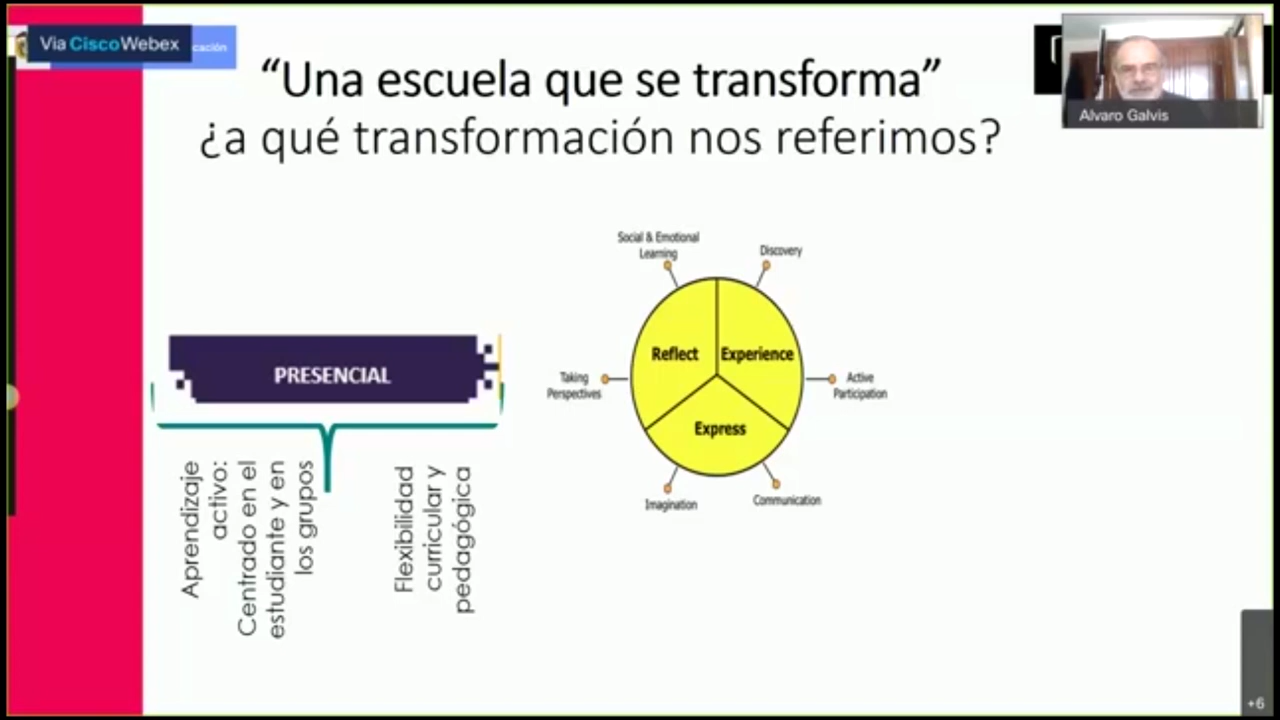 Via Cisco Webex
cación
“Una escuela que se transforma”
¿a qué transformación nos referimos?
Alvaro Galvis
Social & Emotional
Learning
Discovery
Reflect
Experience
Express
Taking
Perspectives
Active
Participation
Imagination
Communication
PRESENCIAL
Aprendizaje
activo:
Centrado en el
estudiante y en
los grupos
Flexibilidad
curricular y
pedagógica
+6